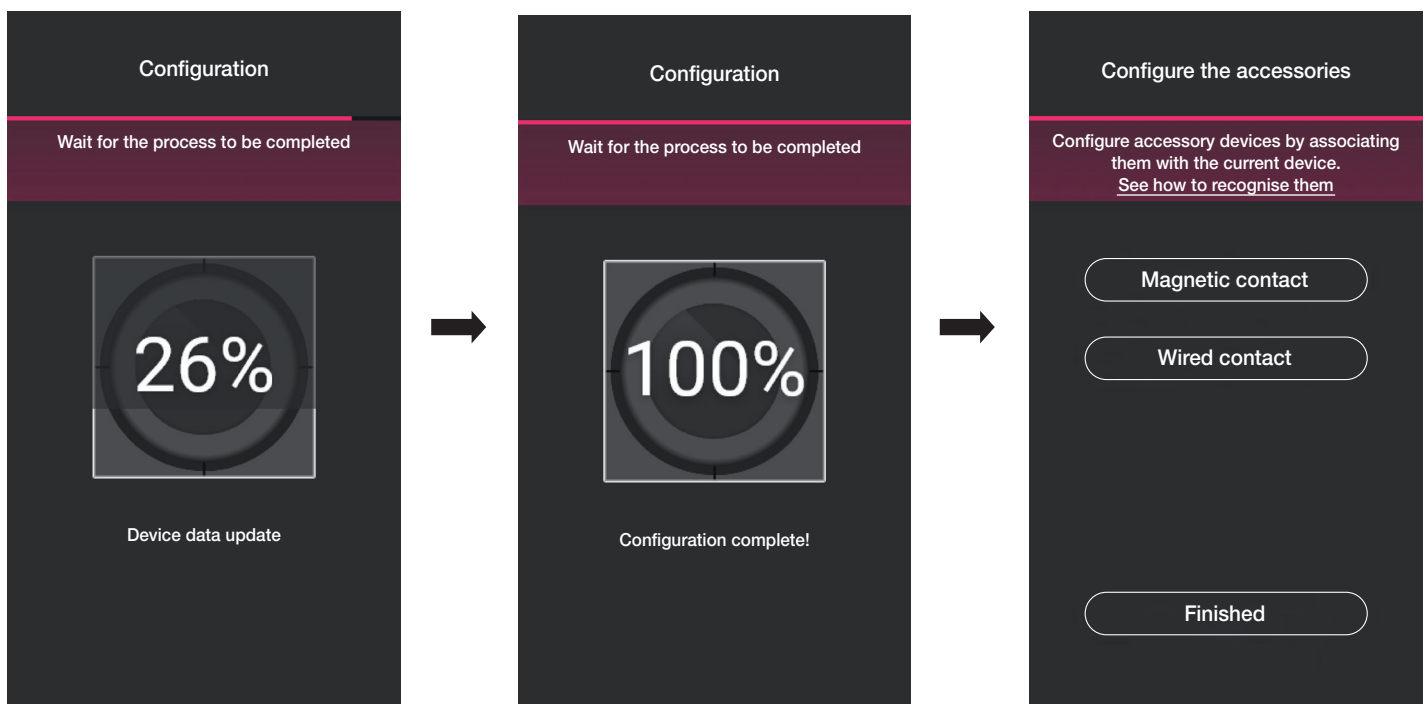 Configuration
Wait for the process to be completed
26%
Device data update
Configuration
Wait for the process to be completed
100%
Configuration complete!
Configure the accessories
Configure accessory devices by associating
them with the current device.
See how to recognise them
Magnetic contact
Wired contact
Finished